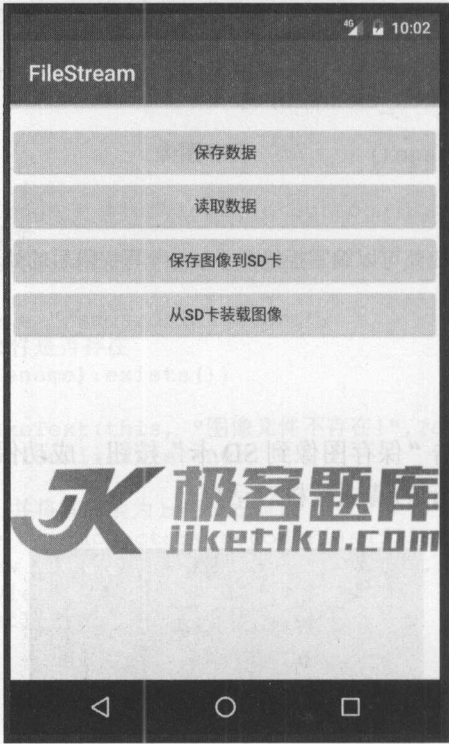 4G 10:02
FileStream
保存数据
读取数据
保存图像到SD卡
从SD卡装载图像
极客题库
jiketiku.com